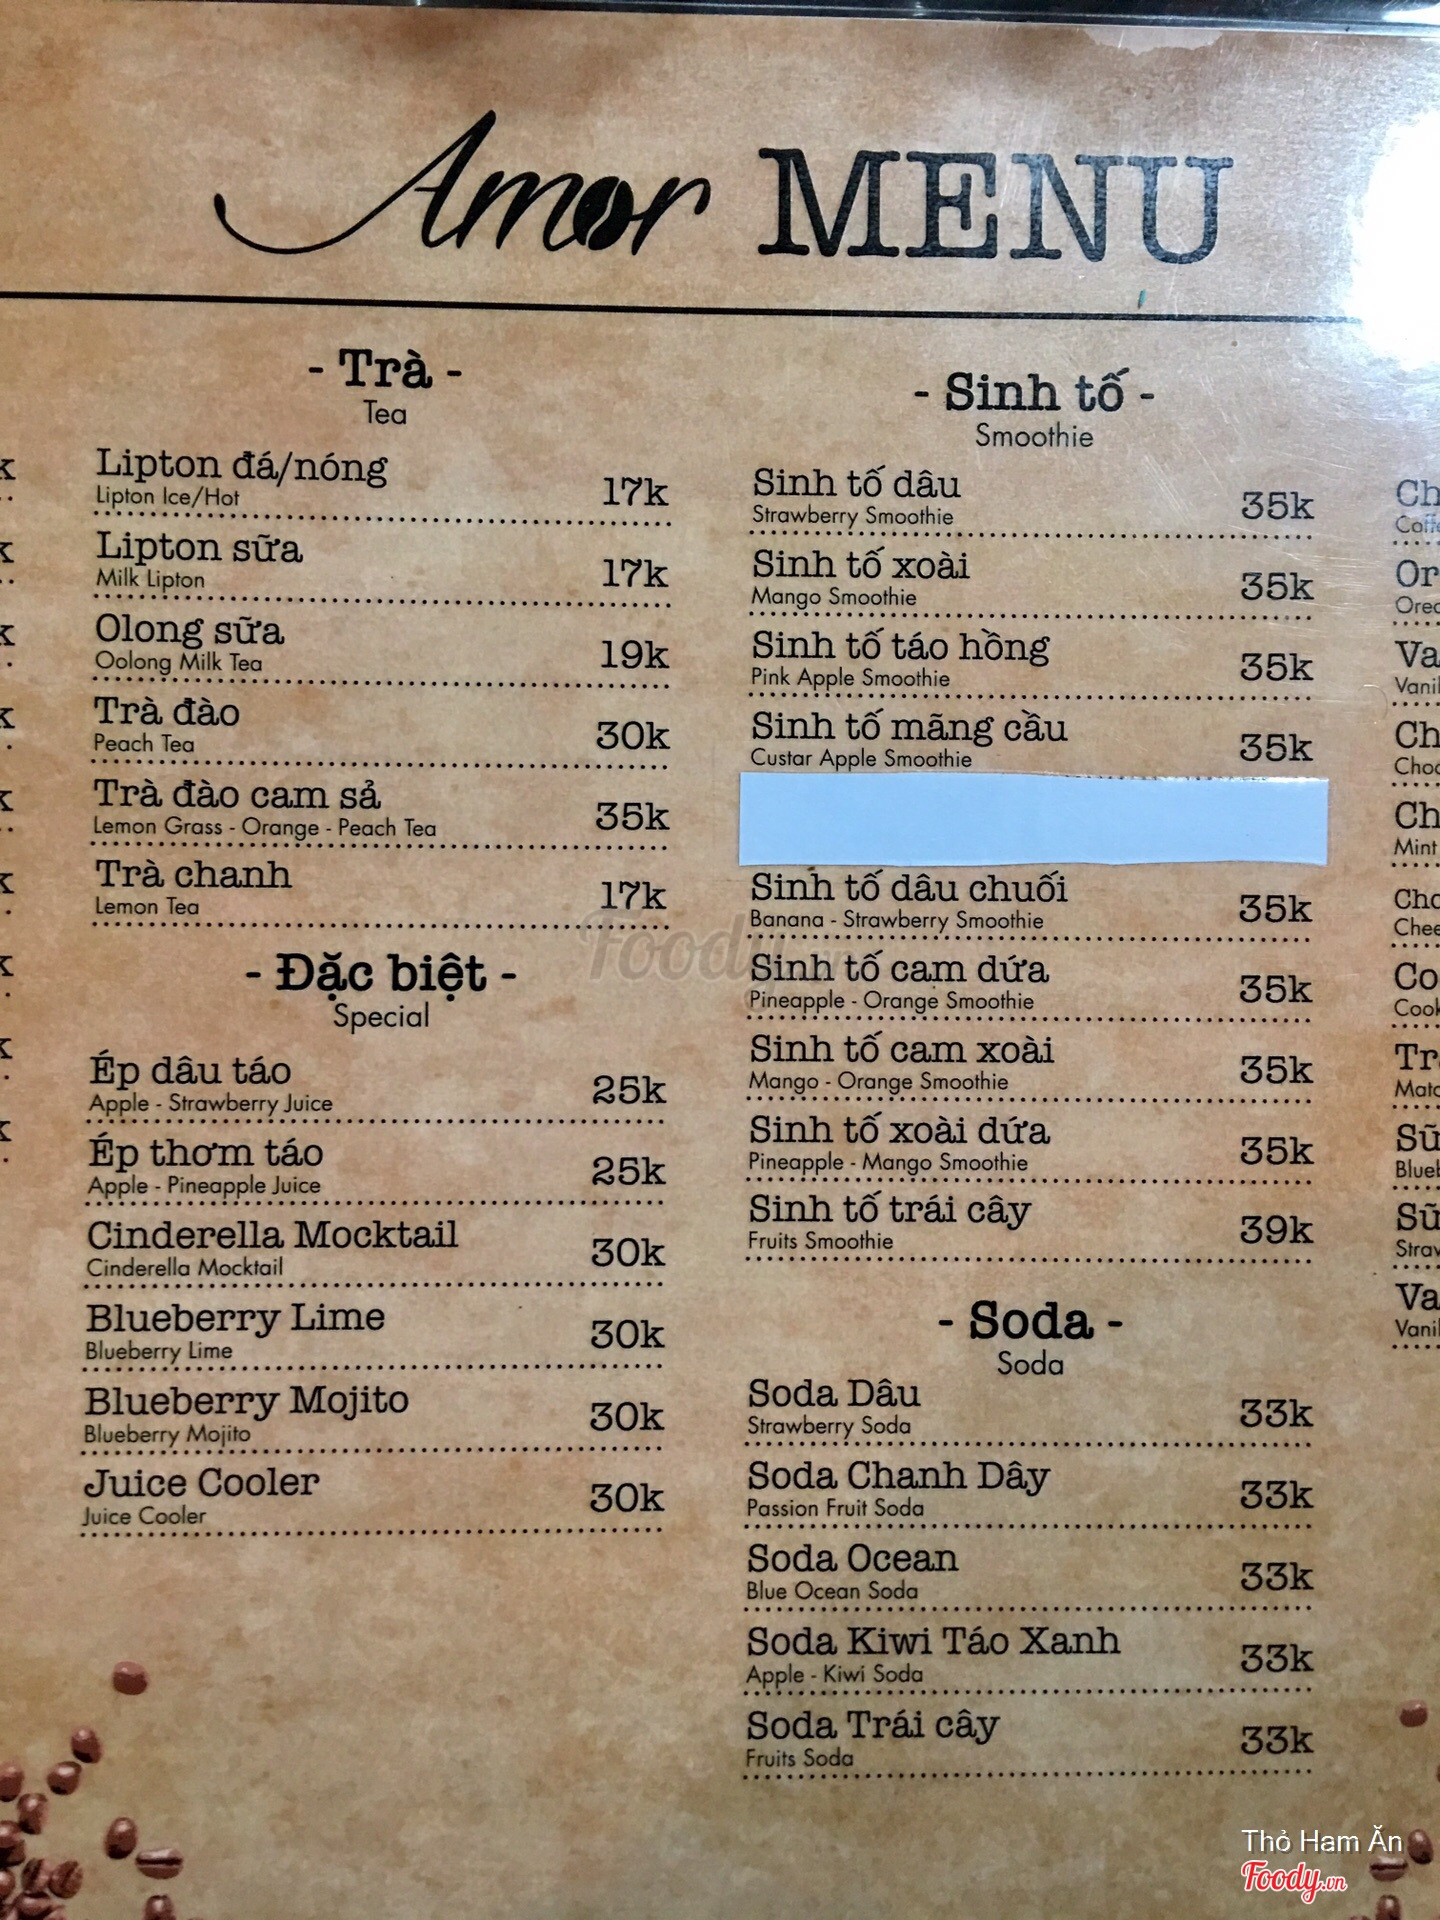 Amor MENU
- Trà -
Tea
Lipton đá/nóng
Lipton Ice/Hot
17k
Lipton sữa
Milk Lipton
17k
Olong sữa
Oolong Milk Tea
19k
Trà đào
Peach Tea
30k
Trà đào cam sả
Lemon Grass - Orange - Peach Tea
35k
Trà chanh
Lemon Tea
17k
- Đặc biệt -
Special
Ép dâu táo
Apple - Strawberry Juice
25k
Ép thơm táo
Apple - Pineapple Juice
25k
Cinderella Mocktail
Cinderella Mocktail
30k
Blueberry Lime
Blueberry Lime
30k
Blueberry Mojito
Blueberry Mojito
30k
Juice Cooler
Juice Cooler
30k
- Sinh tố -
Smoothie
Sinh tố dâu
Strawberry Smoothie
35k
Sinh tố xoài
Mango Smoothie
35k
Sinh tố táo hồng
Pink Apple Smoothie
35k
Sinh tố mãng cầu
Custar Apple Smoothie
35k
Sinh tố dâu chuối
Banana - Strawberry Smoothie
35k
Sinh tố cam dứa
Pineapple - Orange Smoothie
35k
Sinh tố cam xoài
Mango - Orange Smoothie
35k
Sinh tố xoài dứa
Pineapple - Mango Smoothie
35k
Sinh tố trái cây
Fruits Smoothie
39k
- Soda -
Soda
Soda Dâu
Strawberry Soda
33k
Soda Chanh Dây
Passion Fruit Soda
33k
Soda Ocean
Blue Ocean Soda
33k
Soda Kiwi Táo Xanh
Apple - Kiwi Soda
33k
Soda Trái cây
Fruits Soda
33k
Foody
Thỏ Ham Ăn
Foody.vn